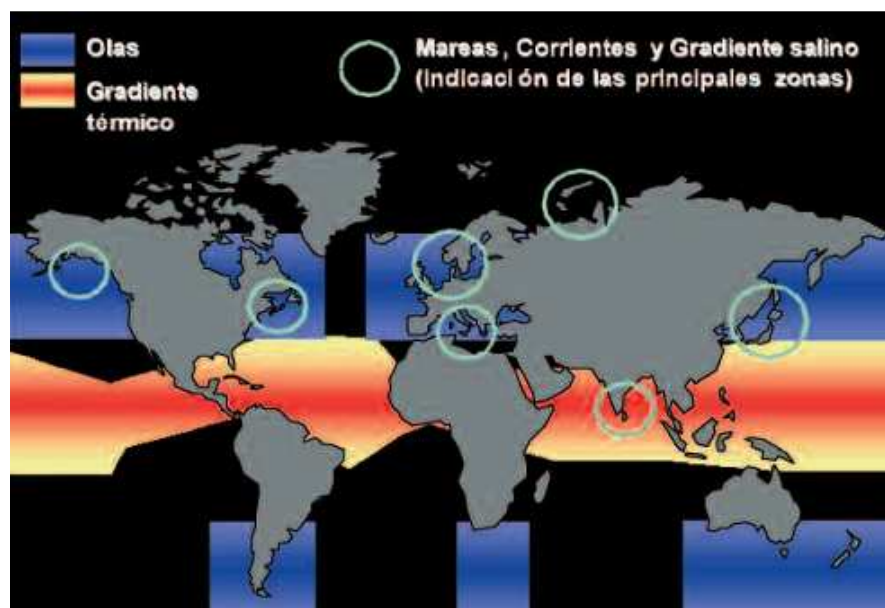 Olas
Gradiente
térmico
Mareas, Corrientes y Gradiente salino
(indicación de las principales zonas)